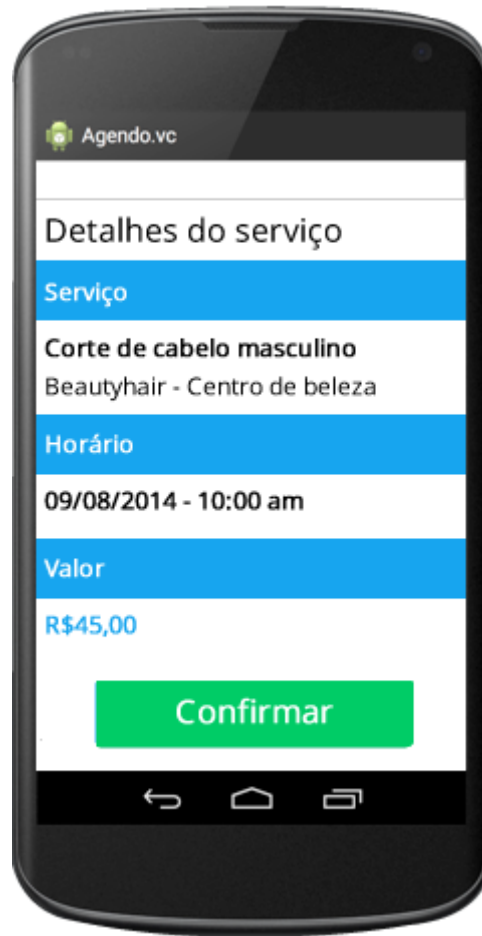 Agendo.vc
Detalhes do serviço
Serviço
Corte de cabelo masculino
Beautyhair - Centro de beleza
Horário
09/08/2014 - 10:00 am
Valor
R$45,00
Confirmar